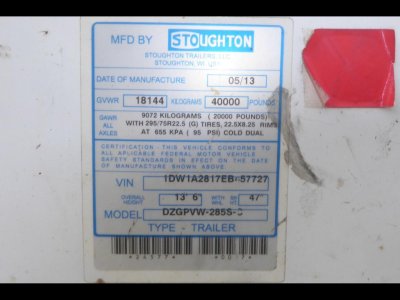 MFD BY STOUGHTON
STOUGHTON TRAILERS, LLC
STOUGHTON, WI,
DATE OF MANUFACTURE 05/13
GVWR 18144 KILOGRAMS 40000 POUNDS
GAWR ALL AXLES
9072 KILOGRAMS ( 20000 POUNDS)
WITH 295/75R22.5 (G) TIRES, 22.5X8.25 RIMS
AT 655 KPA ( 95 PSI) COLD DUAL
CERTIFICATION: THIS VEHICLE CONFORMS TO
ALL APLICABLE FEDERAL MOTOR VEHICLE
SAFETY STANDARDS IN EFFECT ON THE DATE OF
MANUFACTURE SHOWN ABOVE.
VIN
OVERALL HEIGHT 13' 6" 47"
MODEL
TYPE - TRAILER